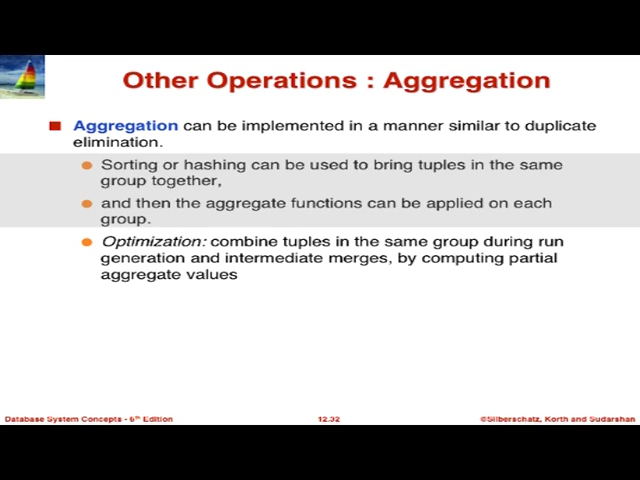 Other Operations : Aggregation
Aggregation can be implemented in a manner similar to duplicate
elimination.
Sorting or hashing can be used to bring tuples in the same
group together,
and then the aggregate functions can be applied on each
group.
Optimization: combine tuples in the same group during run
generation and intermediate merges, by computing partial
aggregate values
Database System Concepts - 6th Edition
12.32
©Silberschatz, Korth and Sudarshan